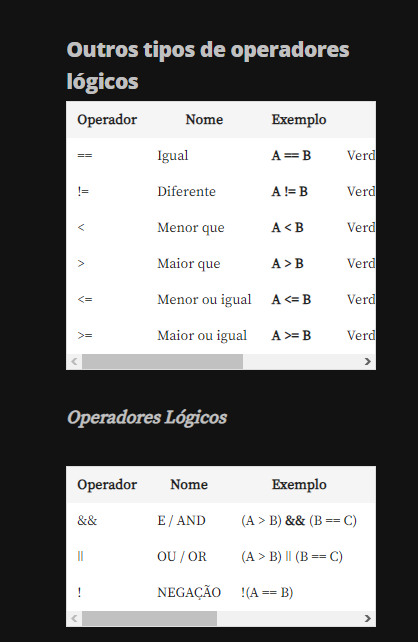 Outros tipos de operadores
lógicos
Operador Nome Exemplo
== Igual A == B Verd
!= Diferente A != B Verd
< Menor que A < B Verd
> Maior que A > B Verd
<= Menor ou igual A <= B Verd
>= Maior ou igual A >= B Verd
Operadores Lógicos
Operador Nome Exemplo
&& E / AND (A > B) && (B == C)
|| OU / OR (A > B) || (B == C)
! NEGAÇÃO !(A == B)